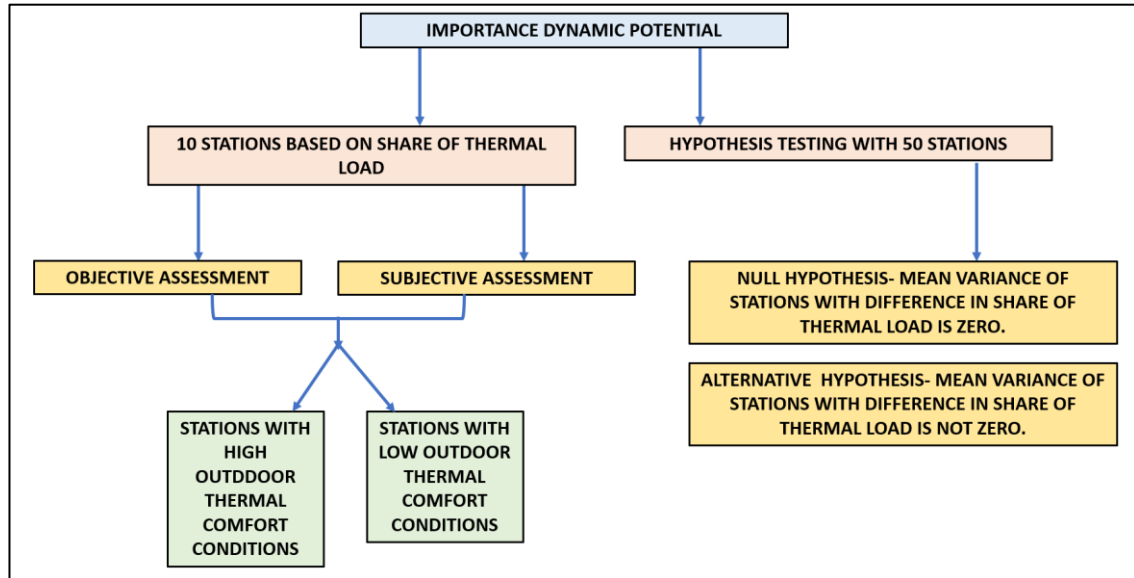 IMPORTANCE DYNAMIC POTENTIAL
10 STATIONS BASED ON SHARE OF THERMAL
LOAD
HYPOTHESIS TESTING WITH 50 STATIONS
OBJECTIVE ASSESSMENT
SUBJECTIVE ASSESSMENT
NULL HYPOTHESIS- MEAN VARIANCE OF
STATIONS WITH DIFFERENCE IN SHARE OF
THERMAL LOAD IS ZERO.
ALTERNATIVE HYPOTHESIS- MEAN VARIANCE OF
STATIONS WITH DIFFERENCE IN SHARE OF
THERMAL LOAD IS NOT ZERO.
STATIONS WITH
HIGH
OUTDDOOR
THERMAL
COMFORT
CONDITIONS
STATIONS WITH
LOW OUTDOOR
THERMAL
COMFORT
CONDITIONS